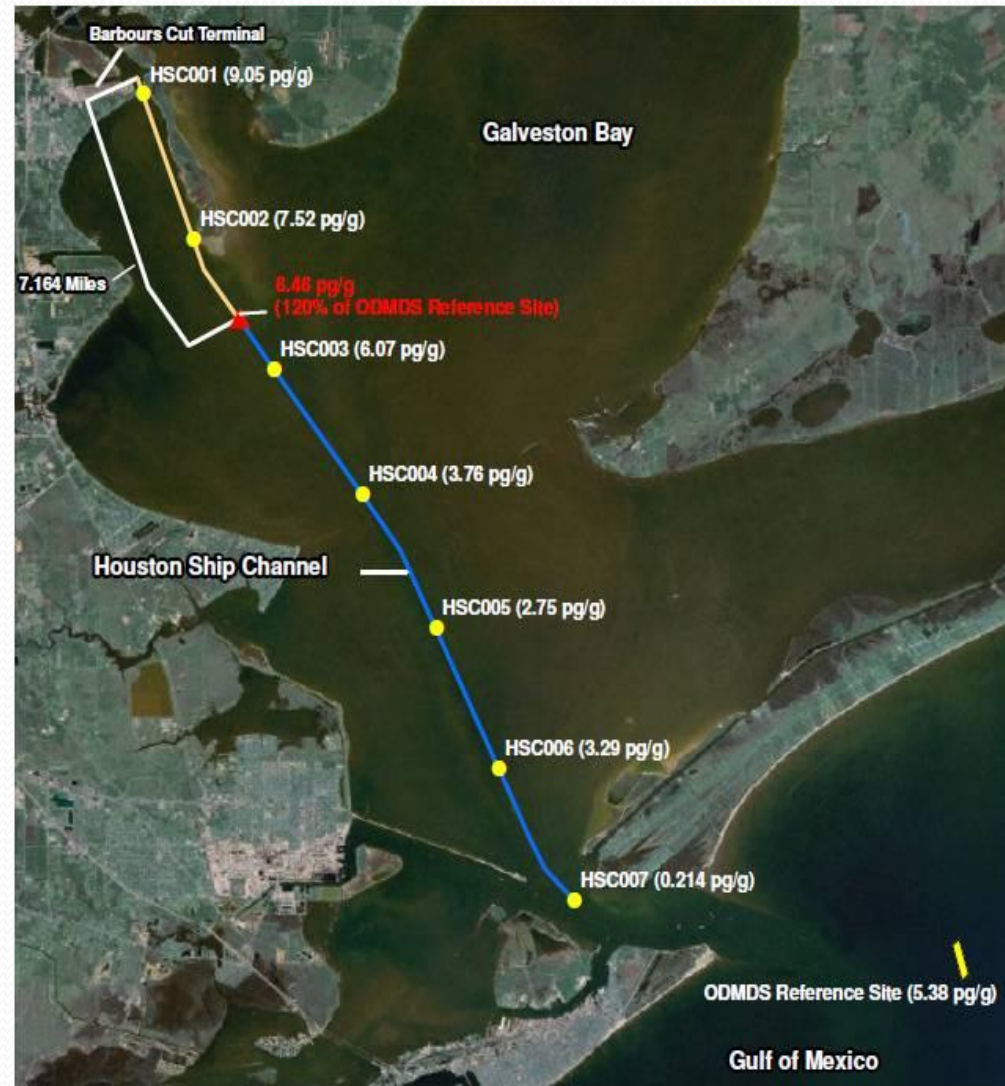 Barbours Cut Terminal
HSC001 (9.05 pg/g)
Galveston Bay
HSC002 (7.52 pg/g)
7.164 Miles
6.46 pg/g
(120% of ODMDS Reference Site)
HSC003 (6.07 pg/g)
HSC004 (3.76 pg/g)
Houston Ship Channel
HSC005 (2.75 pg/g)
HSC006 (3.29 pg/g)
HSC007 (0.214 pg/g)
ODMDS Reference Site (5.38 pg/g)
Gulf of Mexico